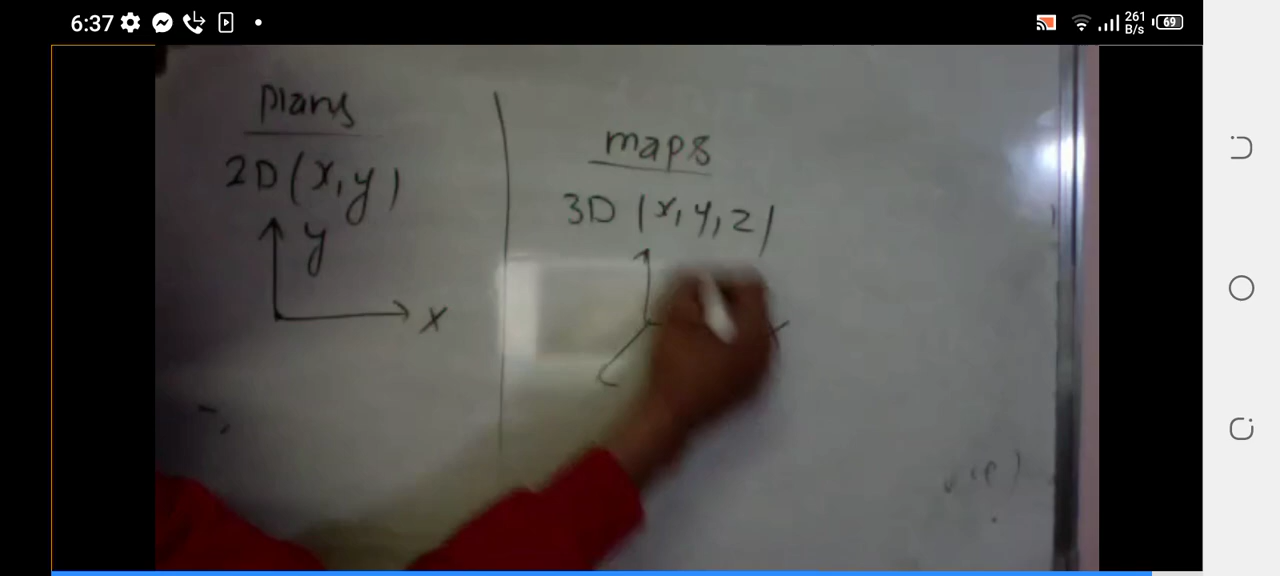 6:37
261
B/s
69
plans
2D (x, y)
y
x
maps
3D (x, y, z)
x